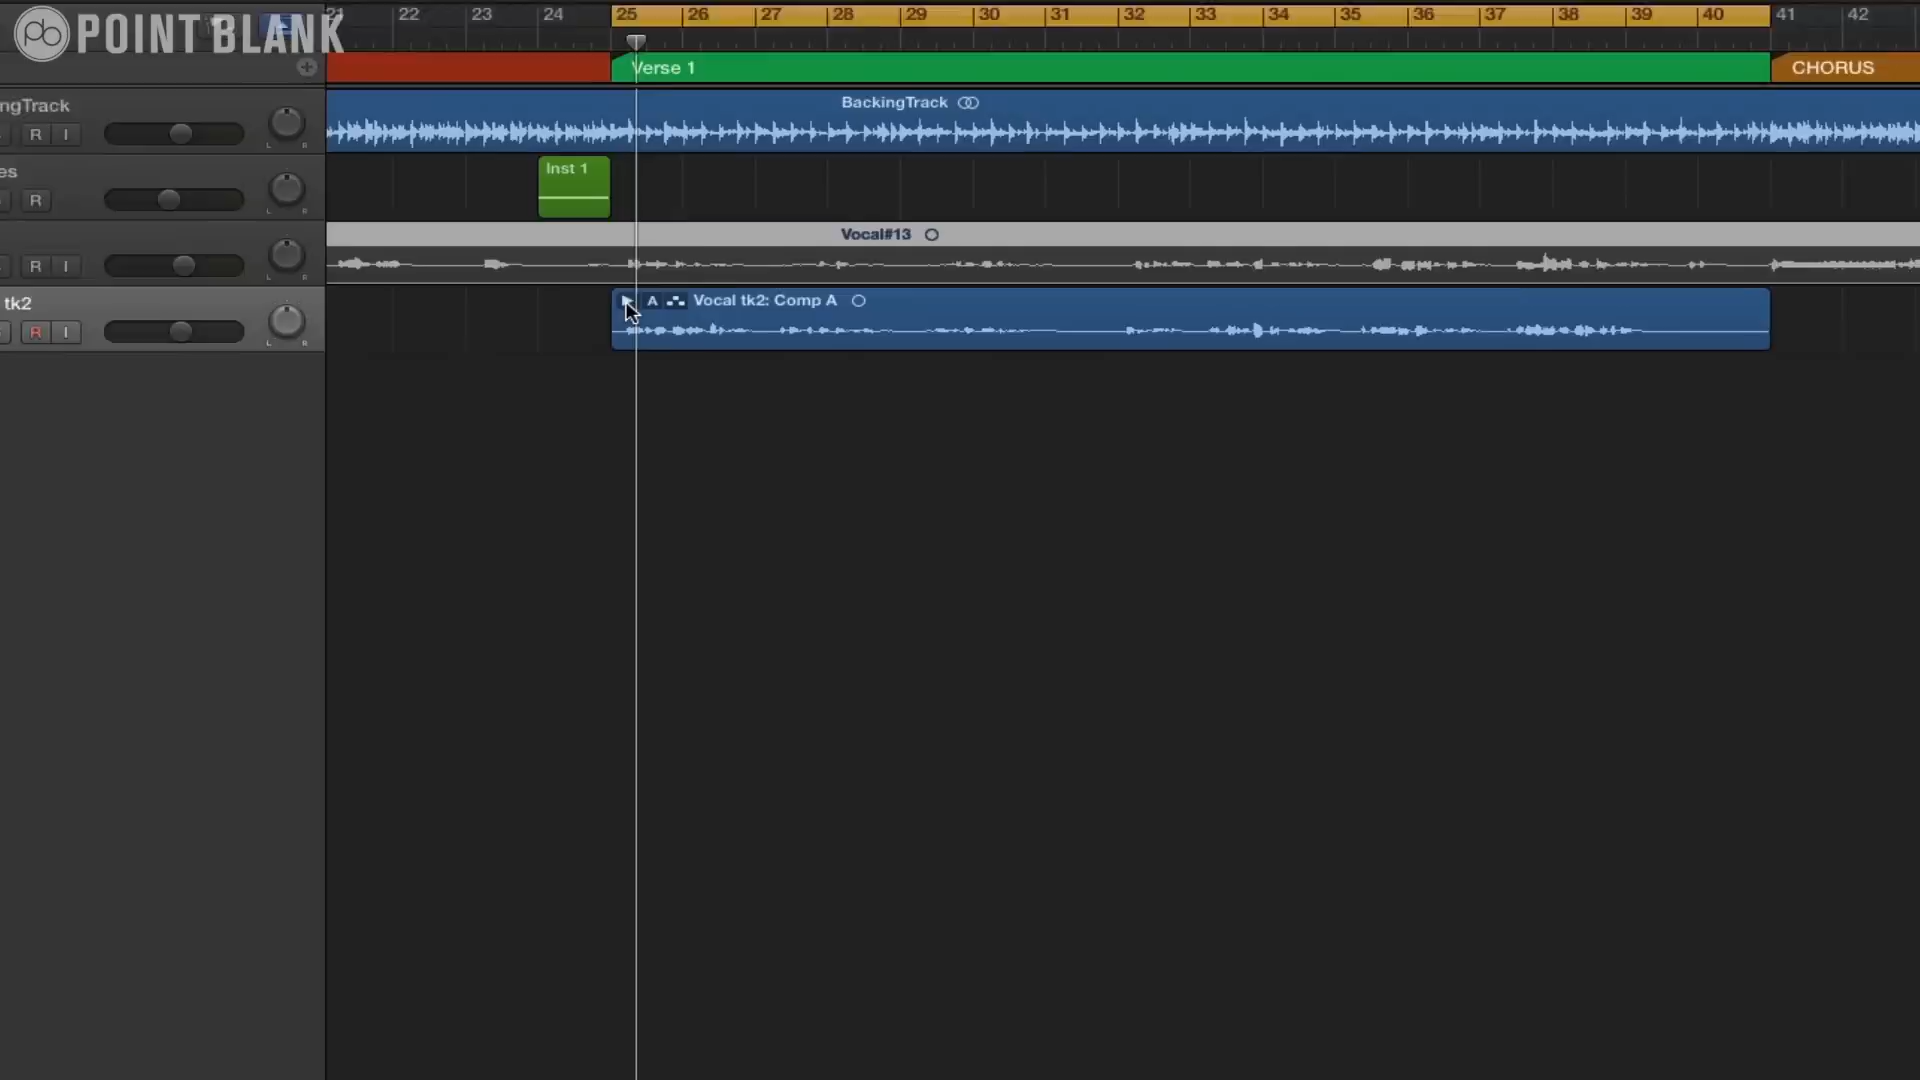 POINT BLANK
21 22 23 24 25 26 27 28 29 30 31 32 33 34 35 36 37 38 39 40 41 42
Verse 1
CHORUS
ngTrack
R I
L R
BackingTrack
es
R
L R
Inst 1
R I
L R
Vocal#13
tk2
R I
L R
A Vocal tk2: Comp A